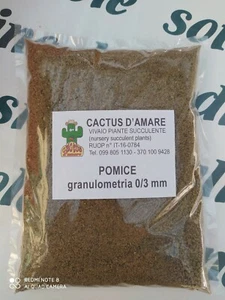 CACTUS D'AMARE
VIVAIO PIANTE SUCCULENTE
(nursery succulent plants)
RUOP n° IT-16-0784
Tel. 099 805 1130 - 370 100 9428
POMICE
granulometria 0/3 mm
REDMI NOTE 8
AI QUAD CAMERA